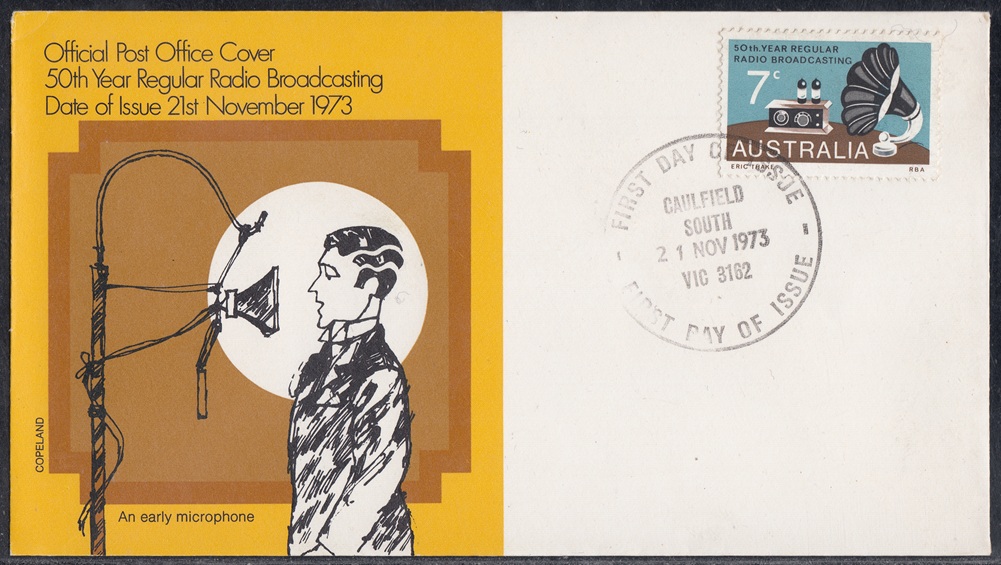 Official Post Office Cover
50th Year Regular Radio Broadcasting
Date of Issue 21st November 1973
50th.YEAR REGULAR
RADIO BROADCASTING
7c
AUSTRALIA
ERIC THAKE
RBA
FIRST DAY OF ISSUE
CAULFIELD
SOUTH
21 NOV 1973
VIC 3162
FIRST DAY OF ISSUE
COPELAND
An early microphone